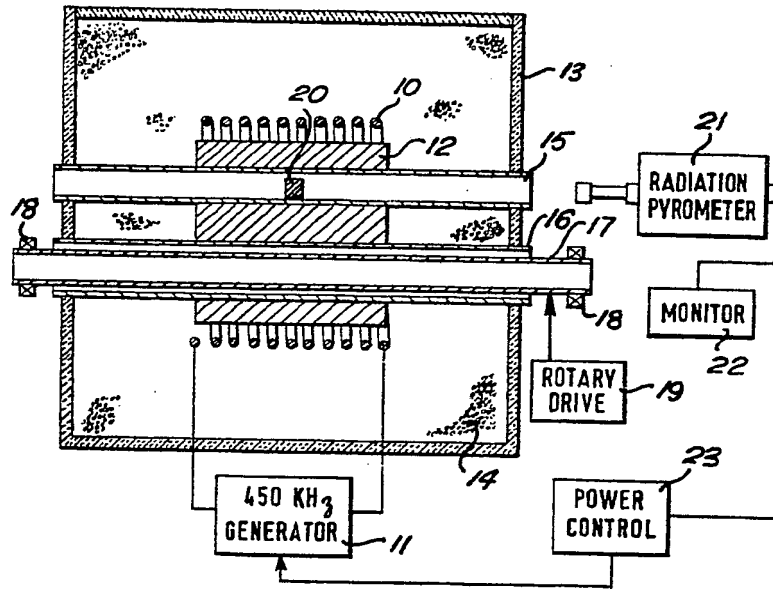 20
10
13
12
15
21
RADIATION
PYROMETER
18
16
17
18
MONITOR
22
ROTARY
DRIVE
19
14
23
450 KHz
GENERATOR
11
POWER
CONTROL